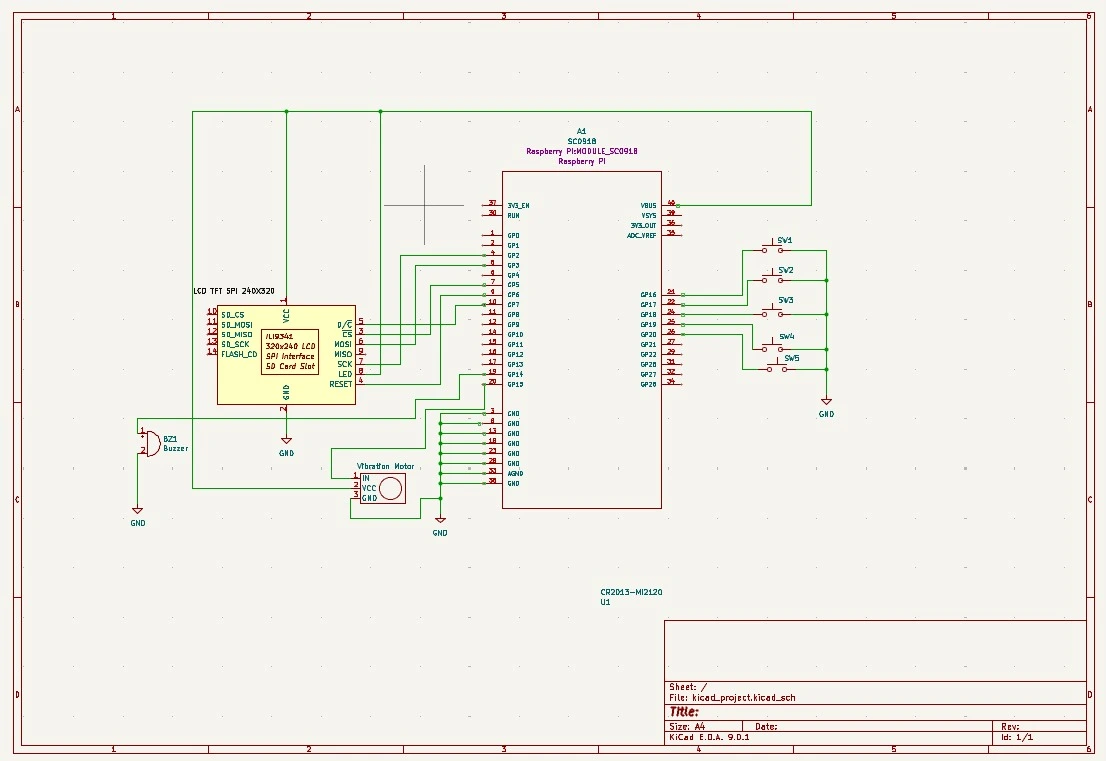 1 2 3 4 5 6
A A
A1
SC0918
Raspberry Pi:MODULE_SC0918
Raspberry Pi
37 3V3_EN
30 RUN
1 GP0
2 GP1
4 GP2
5 GP3
6 GP4
7 GP5
9 GP6
10 GP7
11 GP8
12 GP9
14 GP10
15 GP11
16 GP12
17 GP13
19 GP14
20 GP15
3 GND
8 GND
13 GND
18 GND
23 GND
28 GND
33 AGND
38 GND
VBUS 40
VSYS 39
3V3_OUT 36
ADC_VREF 35
GP16 21
GP17 22
GP18 24
GP19 25
GP20 26
GP21 27
GP22 29
GP26 31
GP27 32
GP28 34
SW1
SW2
SW3
SW4
SW5
GND
B B
LCD TFT SPI 240X320
1 VCC
10 SD_CS
11 SD_MOSI
12 SD_MISO
13 SD_SCK
14 FLASH_CD
ILI9341
320x240 LCD
SPI Interface
SD Card Slot
D/C 5
CS 3
MOSI 6
MISO 9
SCK 7
LED 8
RESET 4
GND 2
GND
1 + BZ1
2 Buzzer
GND
Vibration Motor
1 IN
2 VCC
3 GND
GND
C C
CR2013-MI2120
U1
D D
Sheet: /
File: kicad_project.kicad_sch
Title:
Size: A4 Date: Rev:
KiCad E.D.A. 9.0.1 Id: 1/1
1 2 3 4 5 6